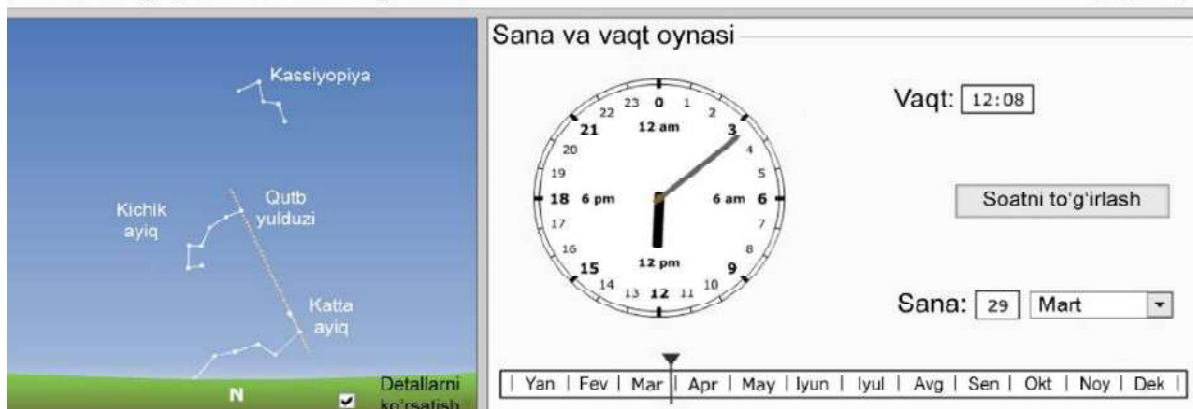 Kassiyopiya
Kichik
ayiq
Qutb
yulduzi
Katta
ayiq
N
Detallarni
ko'rsatish
Sana va vaqt oynasi
0 1 2 3 4 5 6 7 8 9 10 11 12 13 14 15 16 17 18 19 20 21 22 23
12 am
6 am
12 pm
6 pm
Vaqt: 12:08
Soatni to'g'irlash
Sana: 29 Mart
| Yan | Fev | Mar | Apr | May | Iyun | Iyul | Avg | Sen | Okt | Noy | Dek |